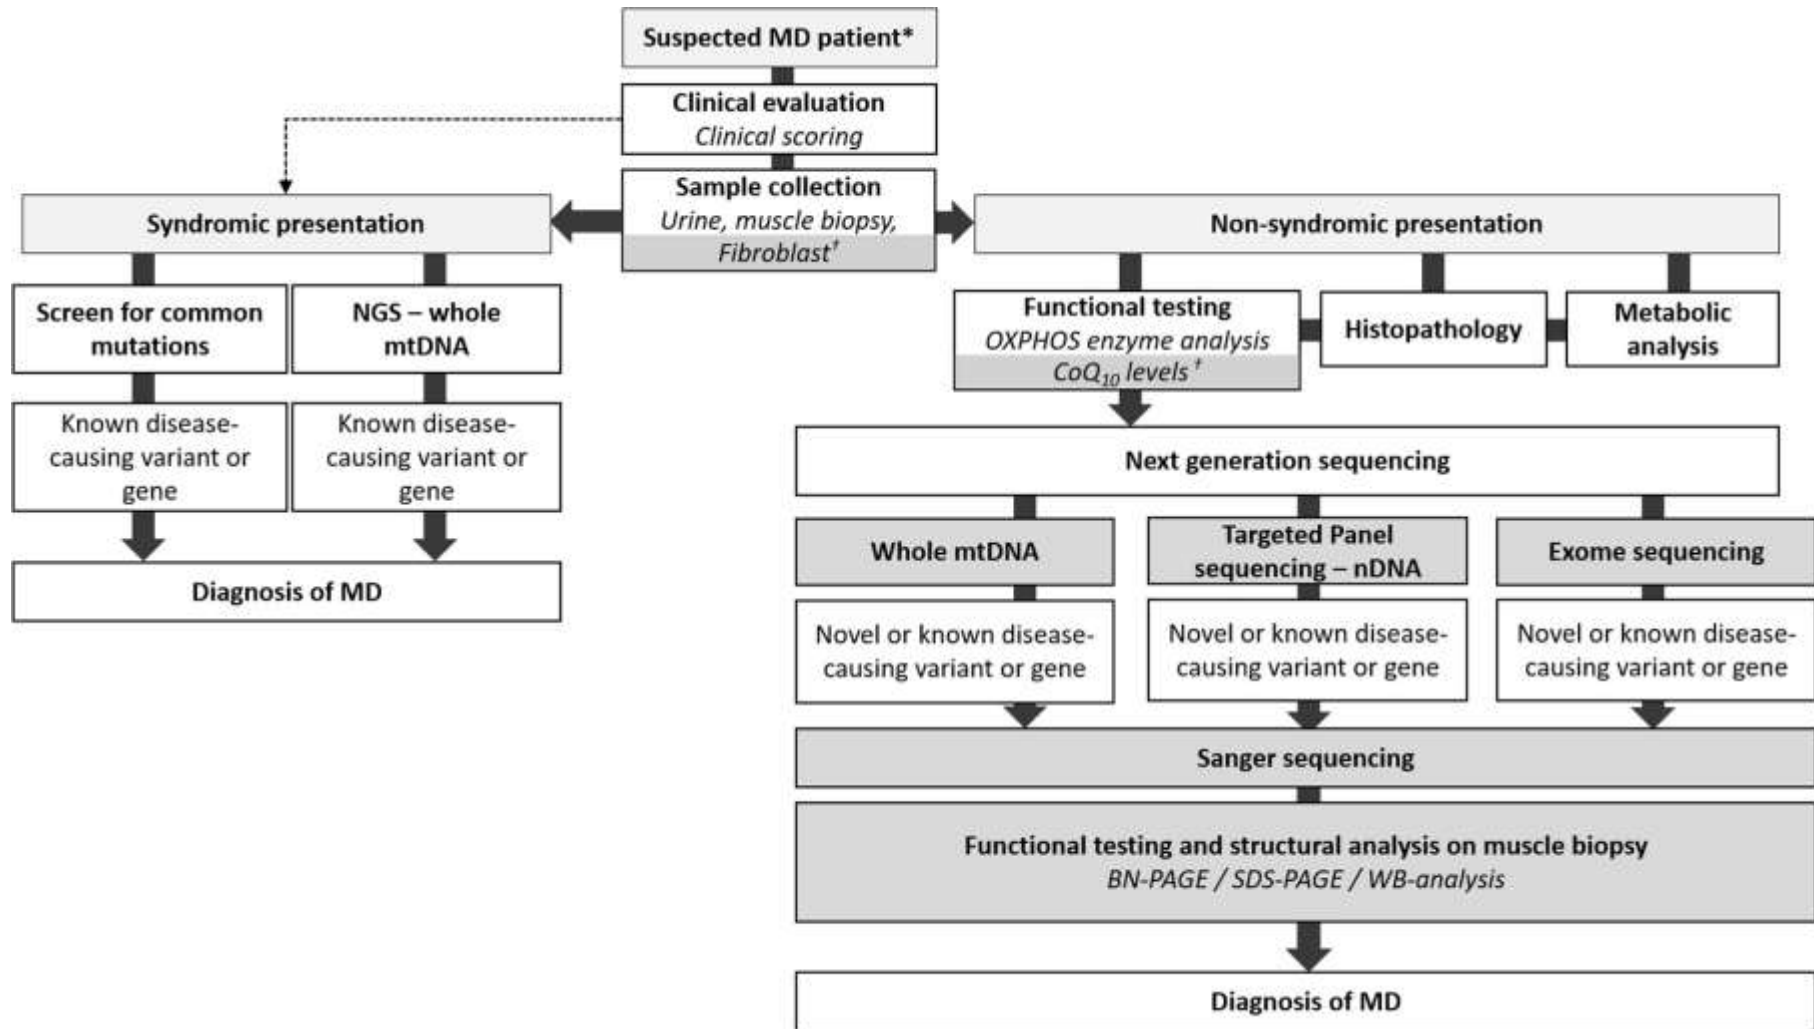 Suspected MD patient*
Clinical evaluation
Clinical scoring
Sample collection
Urine, muscle biopsy,
Fibroblast†
Syndromic presentation
Non-syndromic presentation
Screen for common
mutations
NGS – whole
mtDNA
Known disease-
causing variant or
gene
Known disease-
causing variant or
gene
Diagnosis of MD
Functional testing
OXPHOS enzyme analysis
CoQ10 levels †
Histopathology
Metabolic
analysis
Next generation sequencing
Whole mtDNA
Targeted Panel
sequencing – nDNA
Exome sequencing
Novel or known disease-
causing variant or gene
Novel or known disease-
causing variant or gene
Novel or known disease-
causing variant or gene
Sanger sequencing
Functional testing and structural analysis on muscle biopsy
BN-PAGE / SDS-PAGE / WB-analysis
Diagnosis of MD